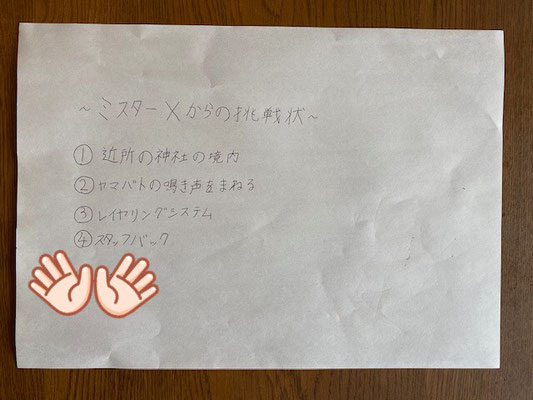 ～ミスターXからの挑戦状～
①近所の神社の境内
②ヤマバトの鳴き声をまねる
③レイヤリングシステム
④スタッフバック